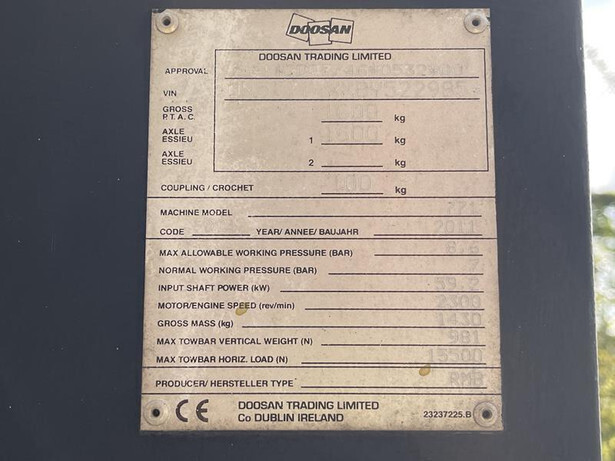 DOOSAN
DOOSAN TRADING LIMITED
APPROVAL
VIN
GROSS
P.T.A.C. kg
AXLE
ESSIEU 1 kg
AXLE
ESSIEU 2 kg
COUPLING / CROCHET 100 kg
MACHINE MODEL 771
CODE YEAR/ ANNEE/ BAUJAHR 2011
MAX ALLOWABLE WORKING PRESSURE (BAR) 8.6
NORMAL WORKING PRESSURE (BAR) 7
INPUT SHAFT POWER (kW) 59.2
MOTOR/ENGINE SPEED (rev/min) 2300
GROSS MASS (kg) 1430
MAX TOWBAR VERTICAL WEIGHT (N) 981
MAX TOWBAR HORIZ. LOAD (N) 15500
PRODUCER/ HERSTELLER TYPE RMB
CE DOOSAN TRADING LIMITED
Co DUBLIN IRELAND 23237225.B